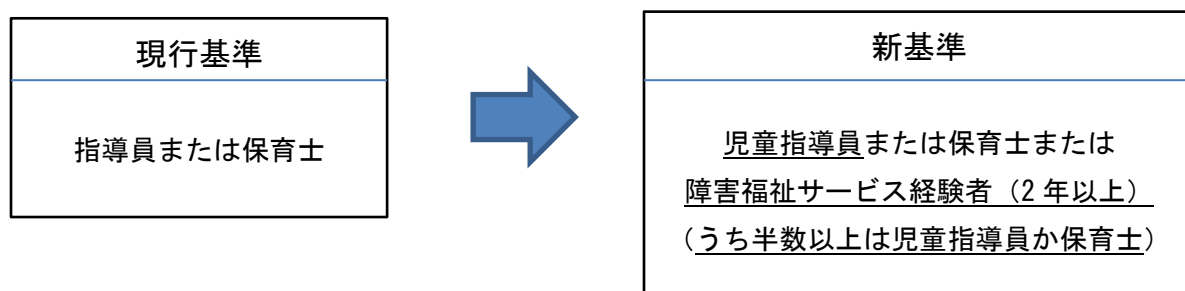 現行基準
指導員または保育士
新基準
児童指導員または保育士または
障害福祉サービス経験者（2 年以上）
（うち半数以上は児童指導員か保育士）